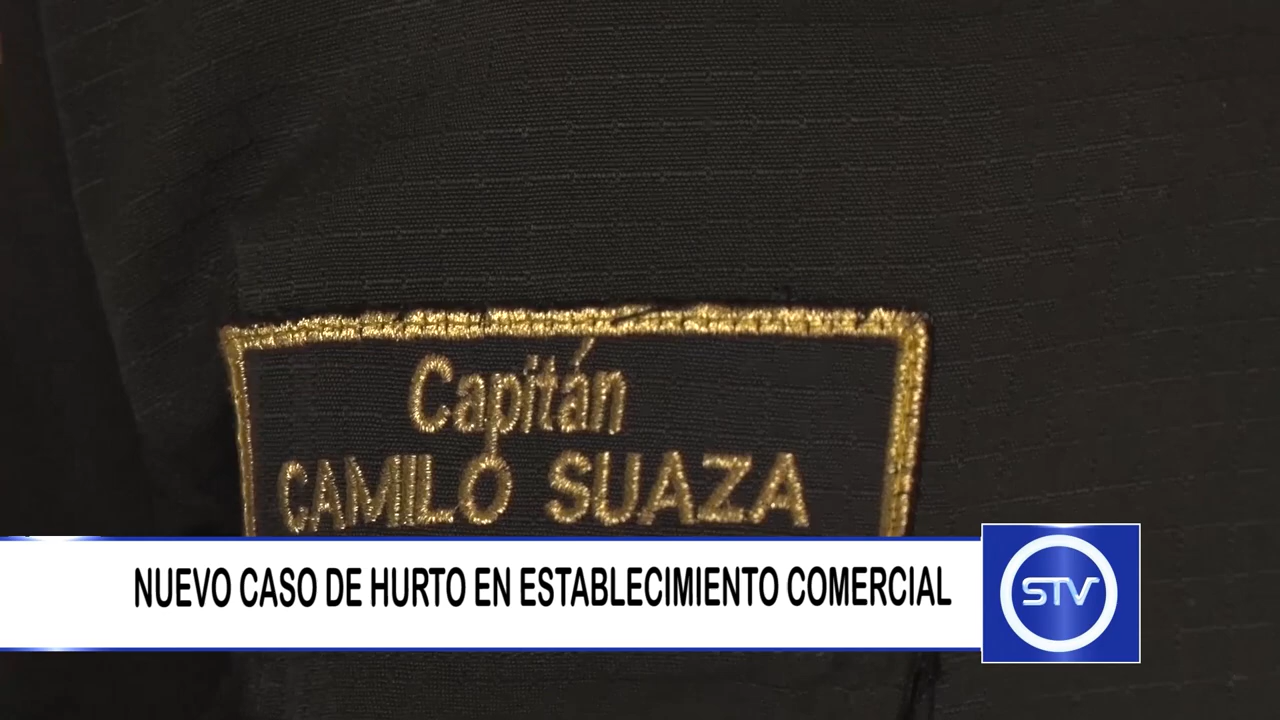 Capitán
CAMILO SUAZA
NUEVO CASO DE HURTO EN ESTABLECIMIENTO COMERCIAL
STV